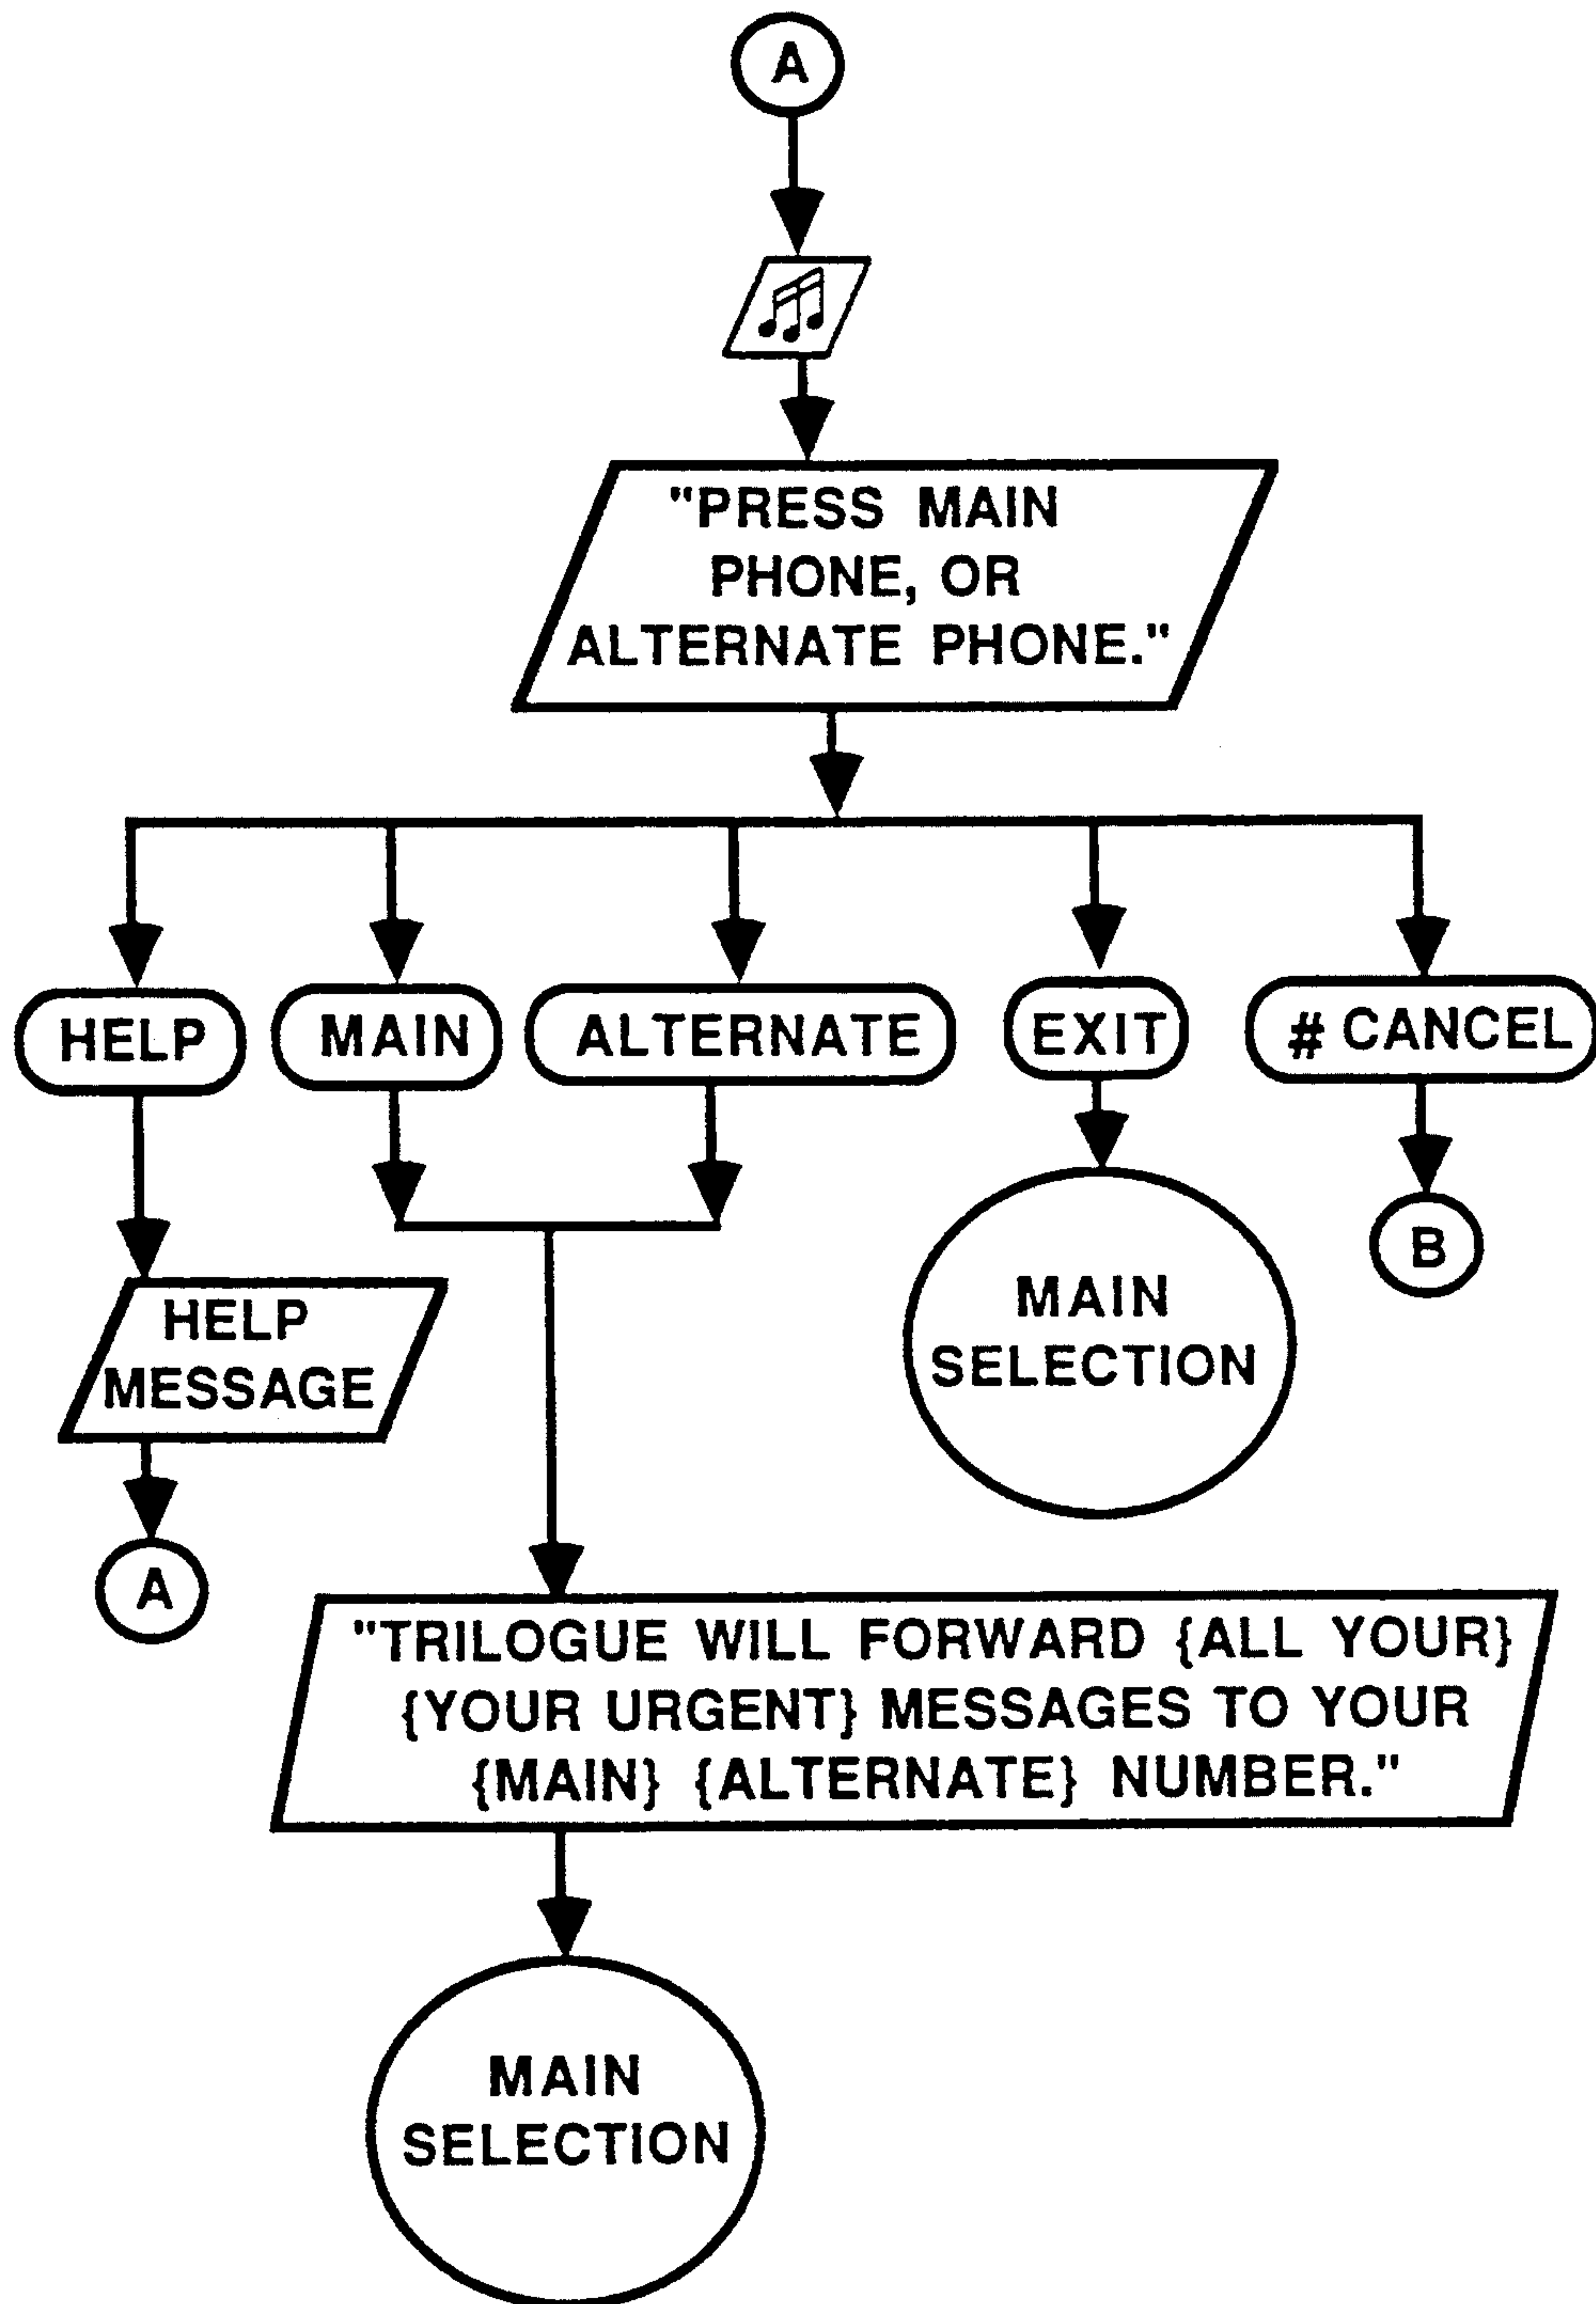 A
"PRESS MAIN
PHONE, OR
ALTERNATE PHONE."
HELP
MAIN
ALTERNATE
EXIT
# CANCEL
HELP
MESSAGE
A
MAIN
SELECTION
B
"TRILOGUE WILL FORWARD {ALL YOUR}
{YOUR URGENT} MESSAGES TO YOUR
{MAIN} {ALTERNATE} NUMBER."
MAIN
SELECTION